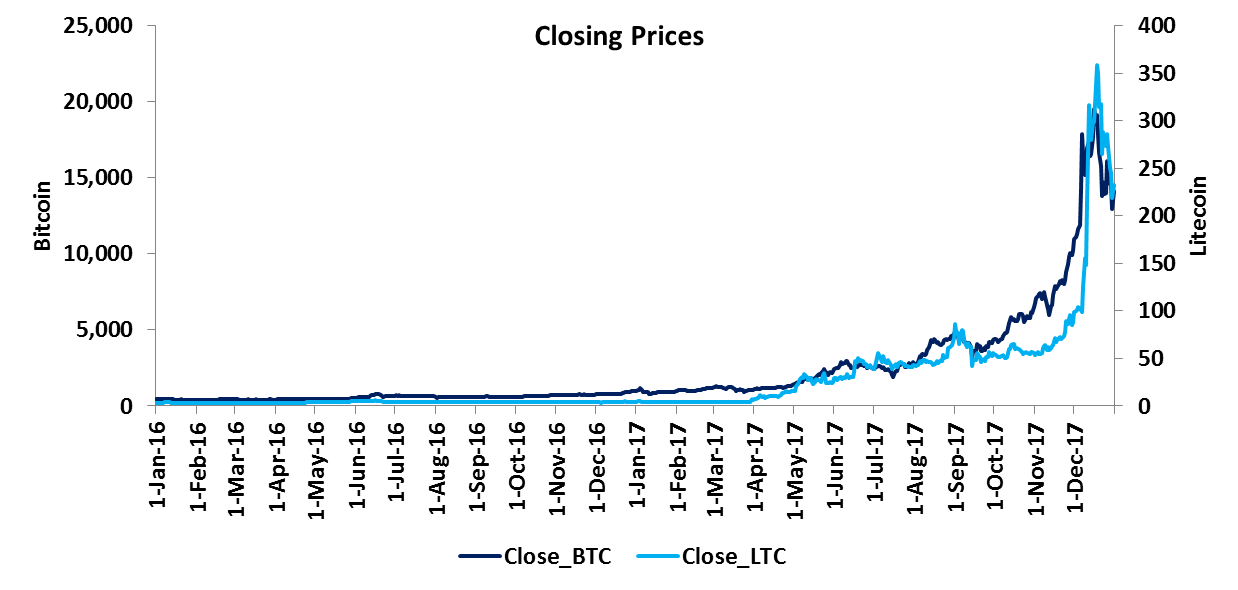 Closing Prices
25,000
20,000
15,000
10,000
5,000
0
Bitcoin
400
350
300
250
200
150
100
50
0
Litecoin
1-Jan-16
1-Feb-16
1-Mar-16
1-Apr-16
1-May-16
1-Jun-16
1-Jul-16
1-Aug-16
1-Sep-16
1-Oct-16
1-Nov-16
1-Dec-16
1-Jan-17
1-Feb-17
1-Mar-17
1-Apr-17
1-May-17
1-Jun-17
1-Jul-17
1-Aug-17
1-Sep-17
1-Oct-17
1-Nov-17
1-Dec-17
Close_BTC
Close_LTC